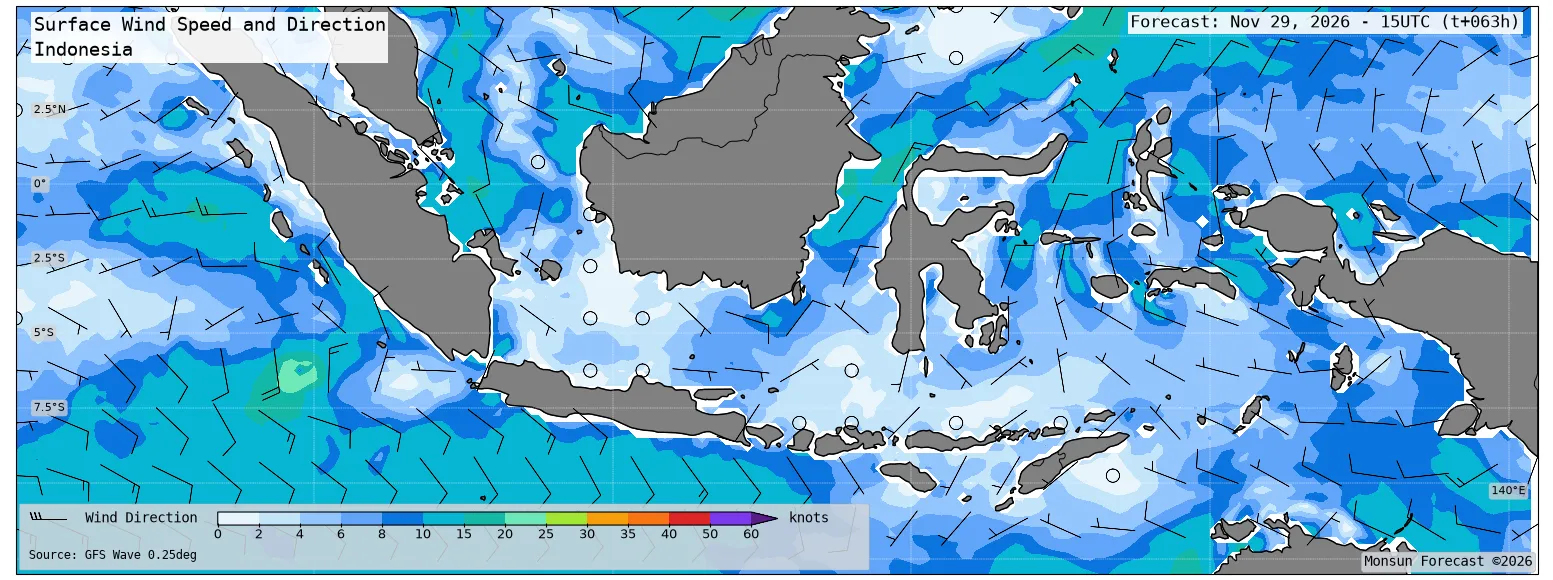 Surface Wind Speed and Direction
Indonesia
Forecast: Nov 29, 2026 - 15UTC (t+063h)
2.5°N
0°
2.5°S
5°S
7.5°S
140°E
Wind Direction
0 2 4 6 8 10 15 20 25 30 35 40 50 60
knots
Source: GFS Wave 0.25deg
Monsun Forecast ©2026